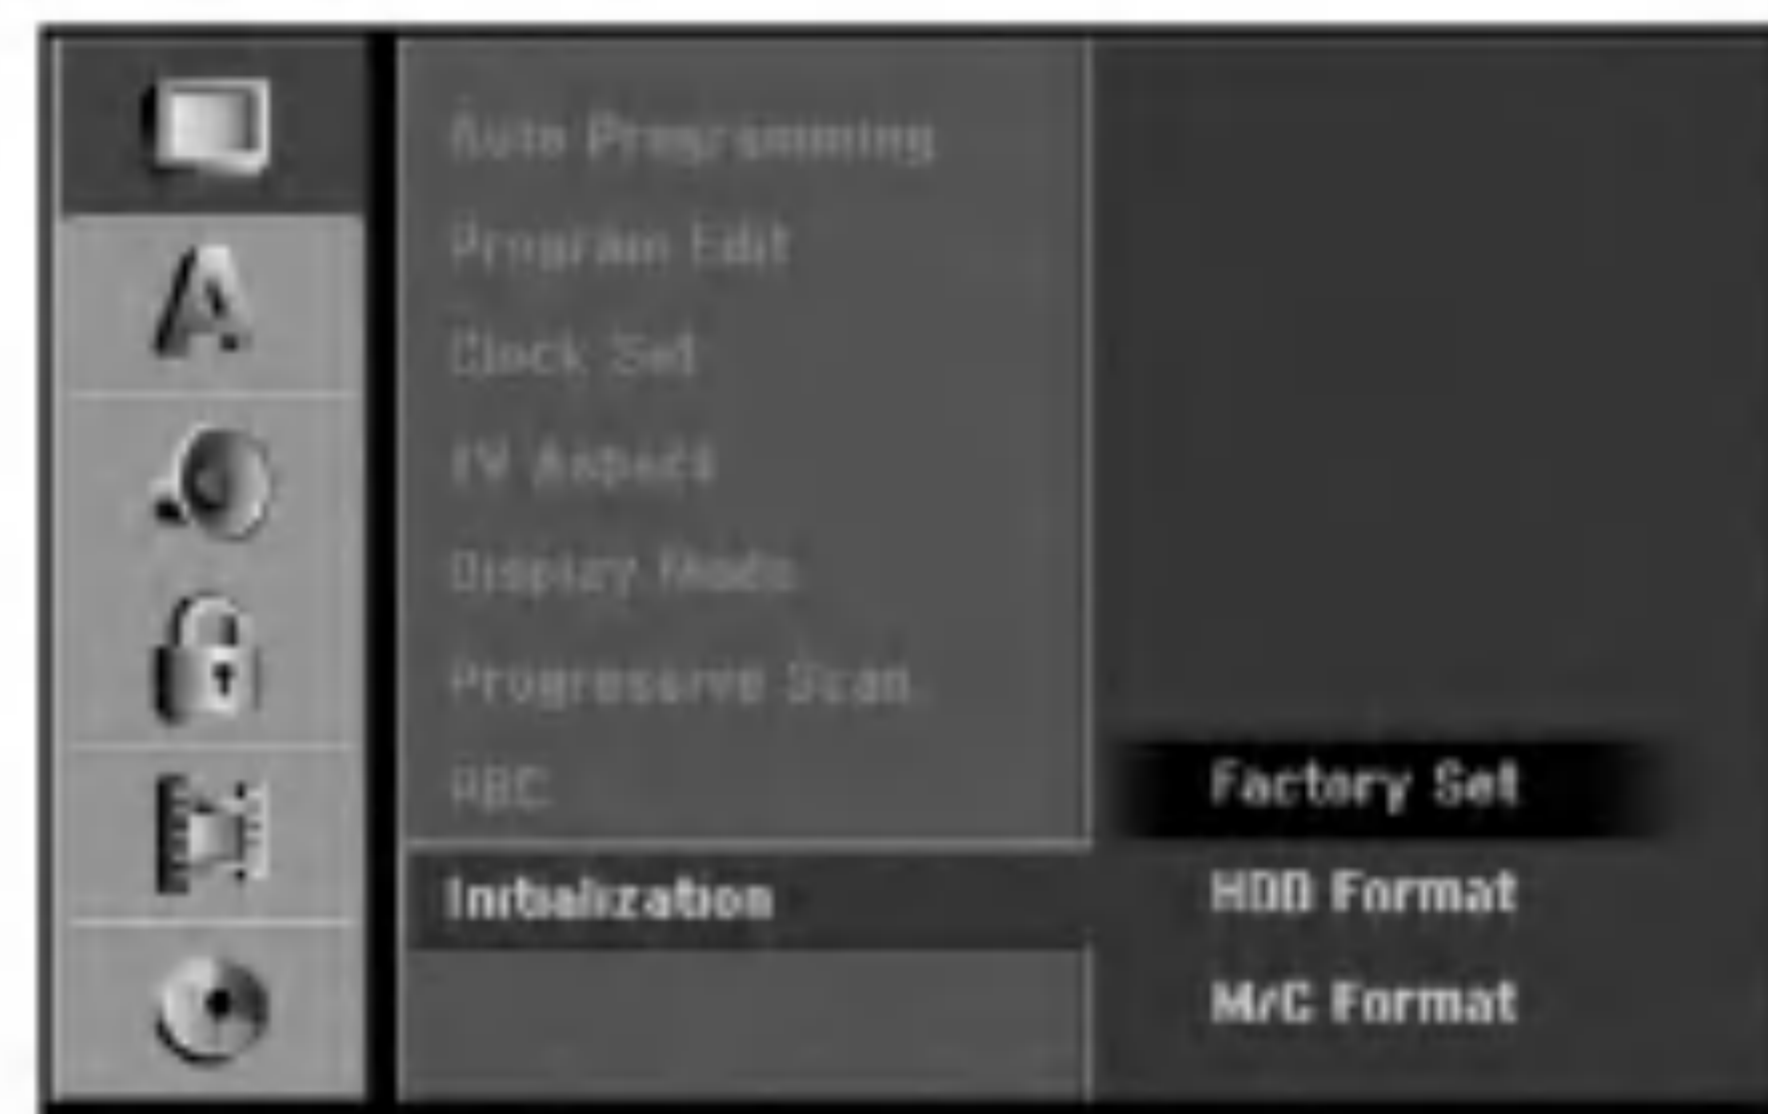 Auto Programming
Program Edit
Clock Set
TV Aspect
Display Mode
Progressive Scan
PBC
Initialization
Factory Set
HDD Format
M/C Format